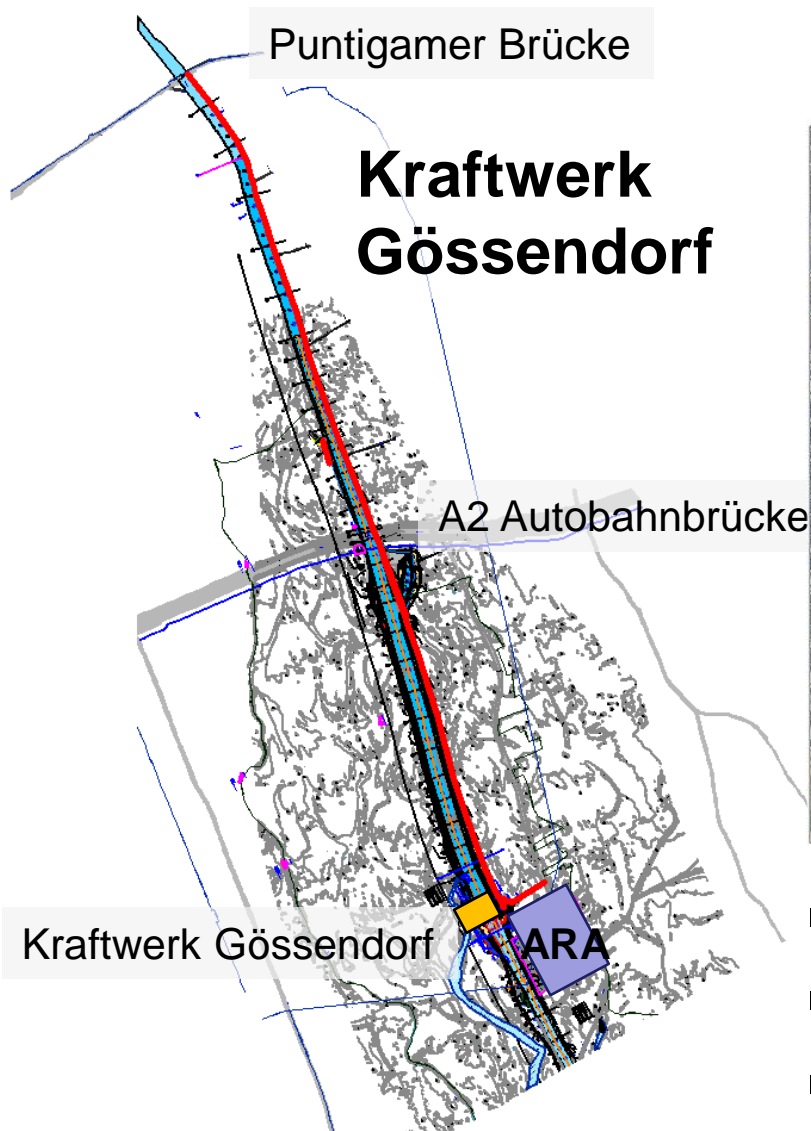 Puntigamer Brücke
Kraftwerk
Gössendorf
A2 Autobahnbrücke
Kraftwerk Gössendorf
ARA